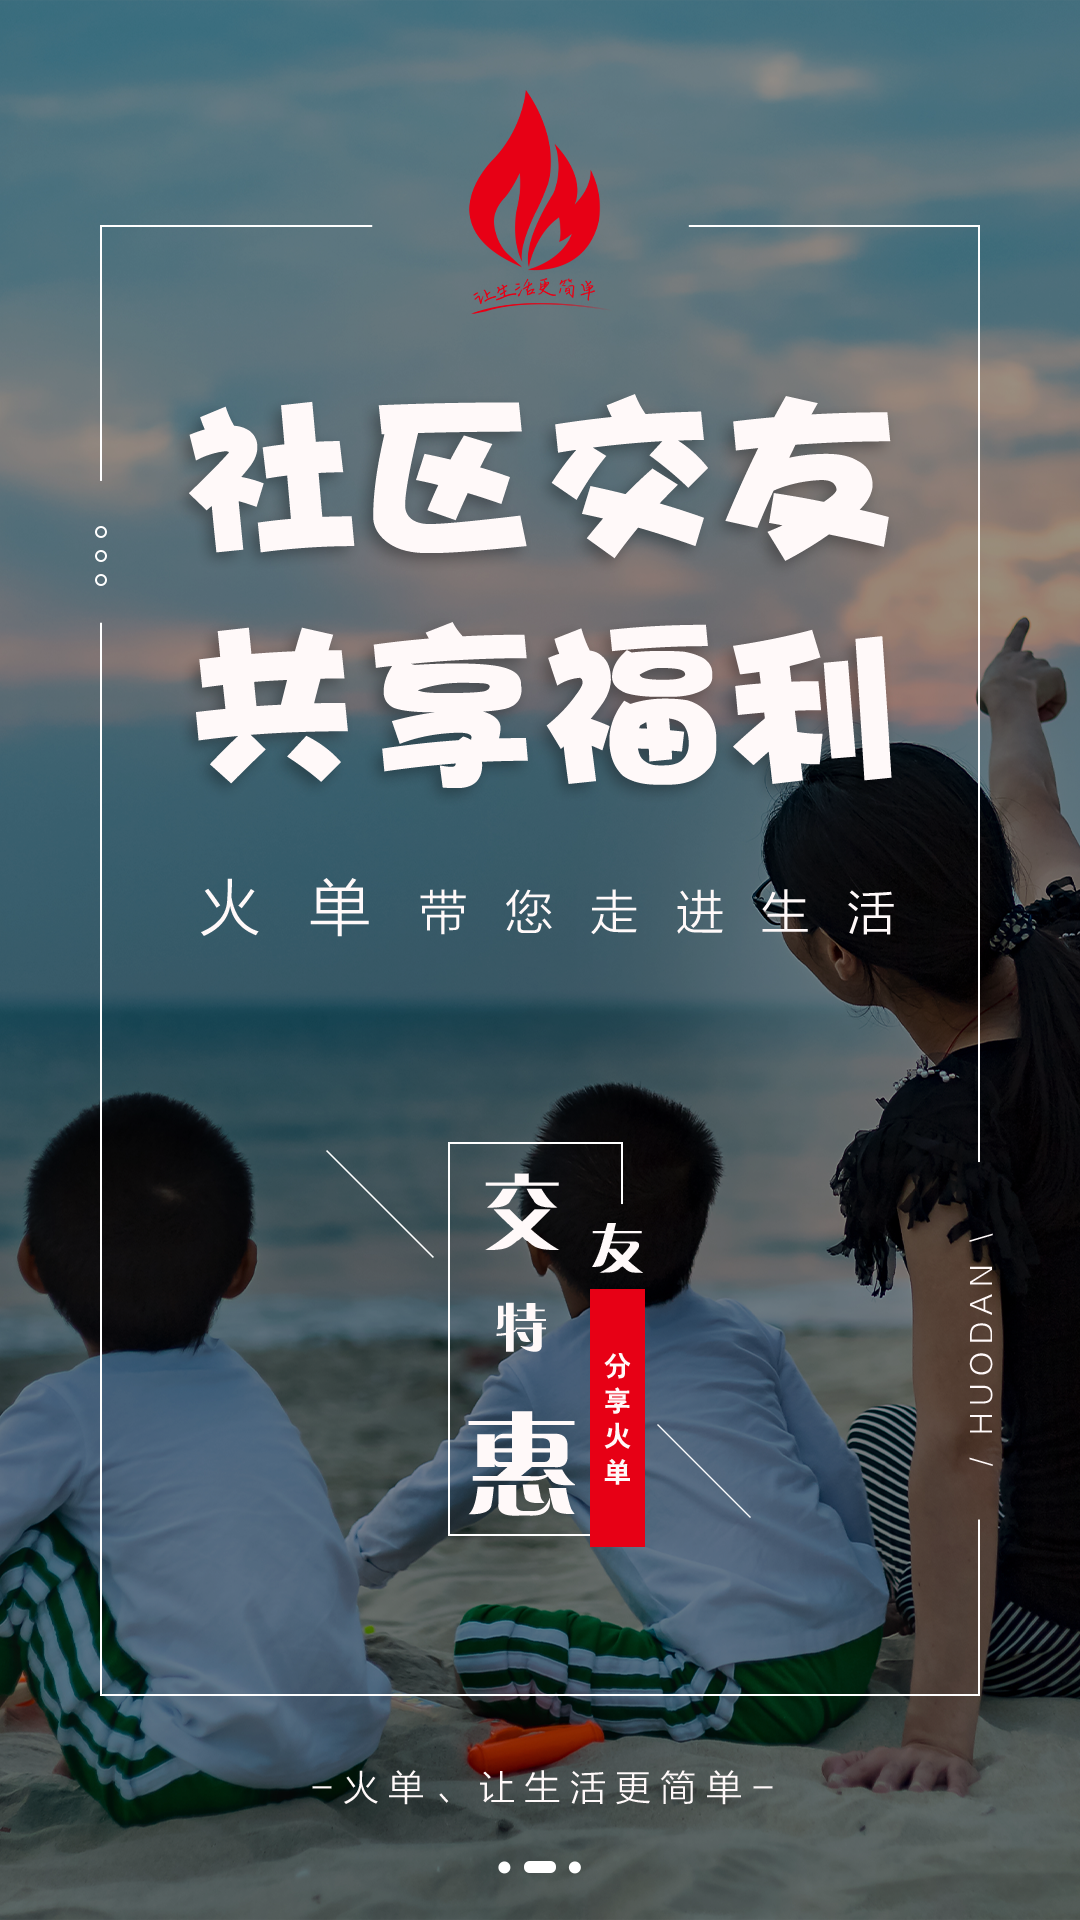 让生活更简单
社区交友
共享福利
火单 带您走进生活
交友
特惠
分享火单
/ HUODAN \
–火单、让生活更简单–